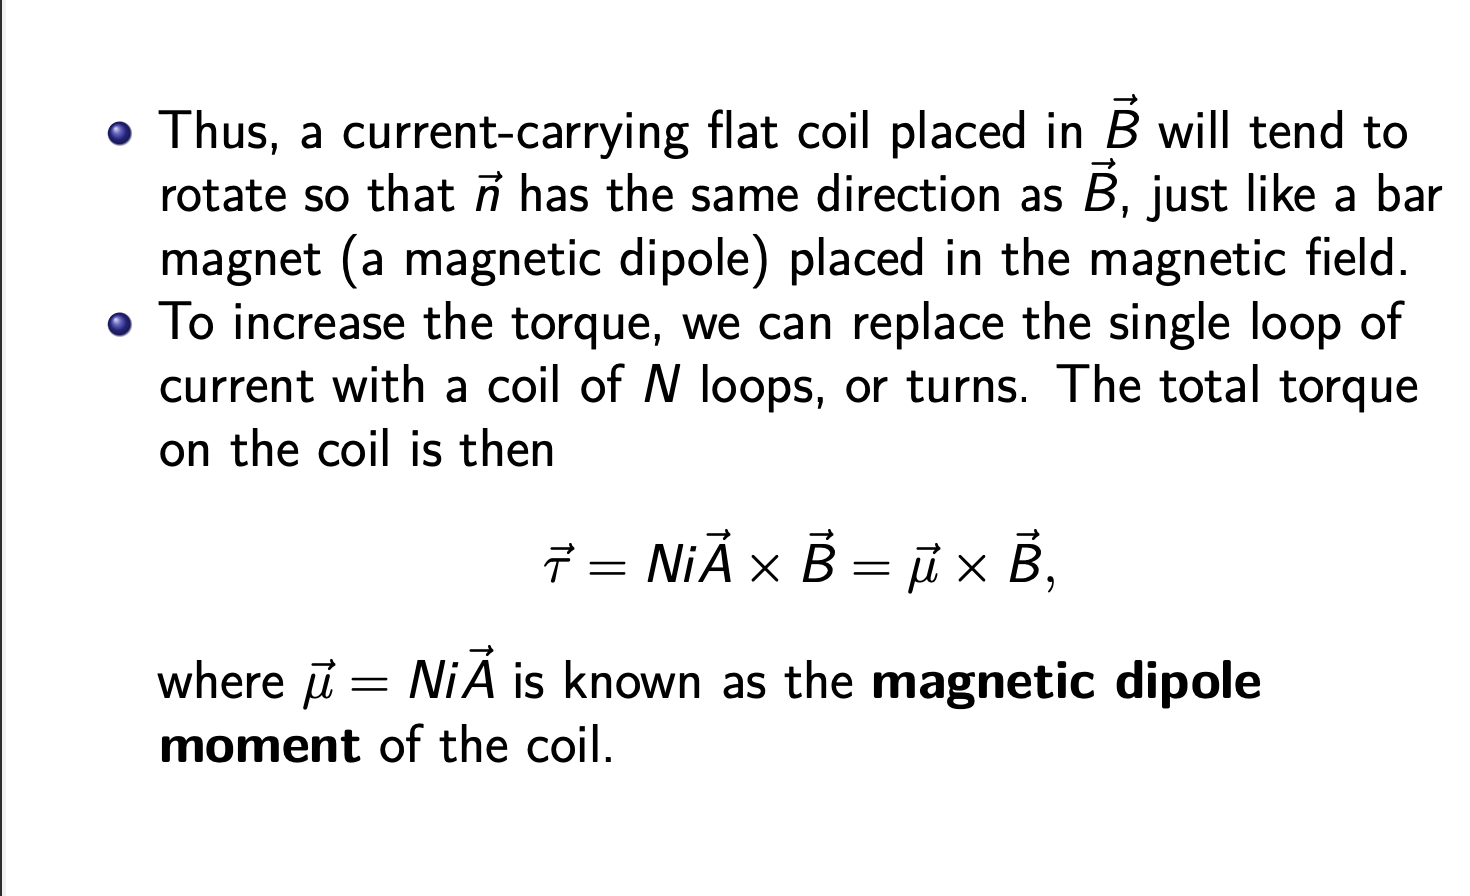 • Thus, a current-carrying flat coil placed in $\vec{B}$ will tend to
rotate so that $\vec{n}$ has the same direction as $\vec{B}$, just like a bar
magnet (a magnetic dipole) placed in the magnetic field.
• To increase the torque, we can replace the single loop of
current with a coil of $N$ loops, or turns. The total torque
on the coil is then
$\vec{\tau} = Ni\vec{A} \times \vec{B} = \vec{\mu} \times \vec{B},$
where $\vec{\mu} = Ni\vec{A}$ is known as the magnetic dipole
moment of the coil.